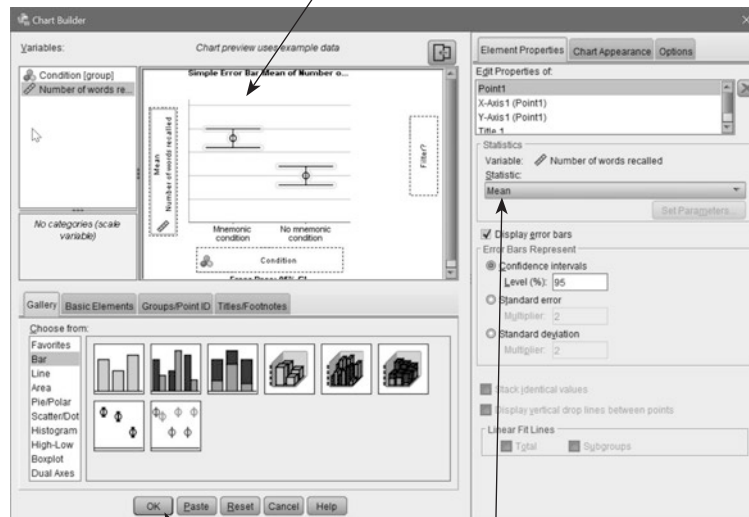 Chart Builder
Variables:
Chart preview uses example data
Condition [group]
Number of words re...
No categories (scale
variable)
Simple Error Bar Mean of Number o...
Mean
Number of words recalled
Filter?
Mnemonic
condition
No mnemonic
condition
Condition
Error Bars: 95% CI
Gallery
Basic Elements
Groups/Point ID
Titles/Footnotes
Choose from:
Favorites
Bar
Line
Area
Pie/Polar
Scatter/Dot
Histogram
High-Low
Boxplot
Dual Axes
OK
Paste
Reset
Cancel
Help
Element Properties
Chart Appearance
Options
Edit Properties of:
Point1
X-Axis1 (Point1)
Y-Axis1 (Point1)
Title 1
Statistics
Variable: Number of words recalled
Statistic:
Mean
Set Parameters...
Display error bars
Error Bars Represent
Confidence intervals
Level (%): 95
Standard error
Multiplier: 2
Standard deviation
Multiplier: 2
Stack identical values
Display vertical drop lines between points
Linear Fit Lines
Total
Subgroups